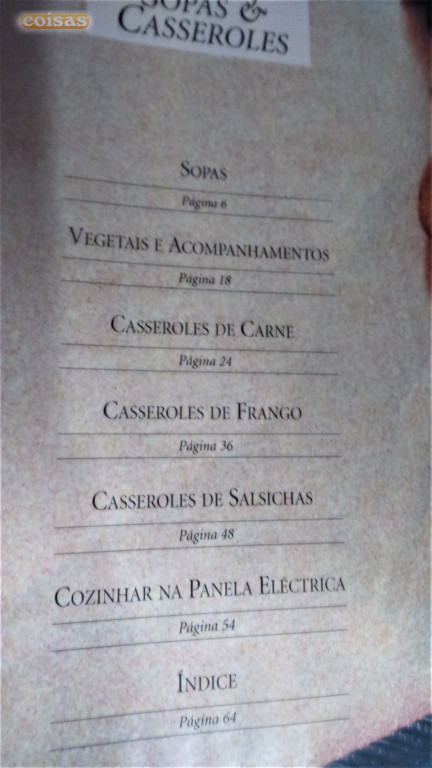 coisas
SOPAS &
CASSEROLES
SOPAS
Página 6
VEGETAIS E ACOMPANHAMENTOS
Página 18
CASSEROLES DE CARNE
Página 24
CASSEROLES DE FRANGO
Página 36
CASSEROLES DE SALSICHAS
Página 48
COZINHAR NA PANELA ELÉCTRICA
Página 54
ÍNDICE
Página 64